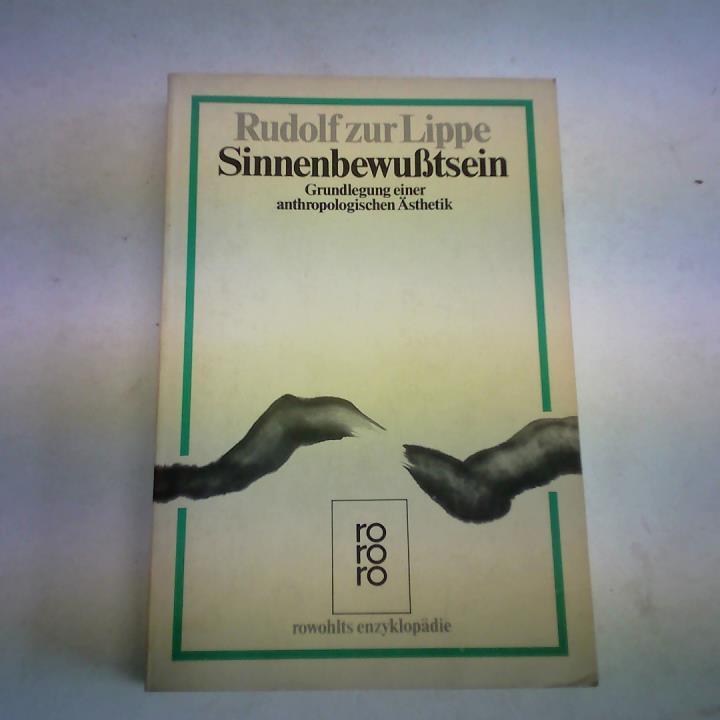 Rudolf zur Lippe
Sinnenbewußtsein
Grundlegung einer
anthropologischen Ästhetik
ro
ro
ro
rowohlts enzyklopädie